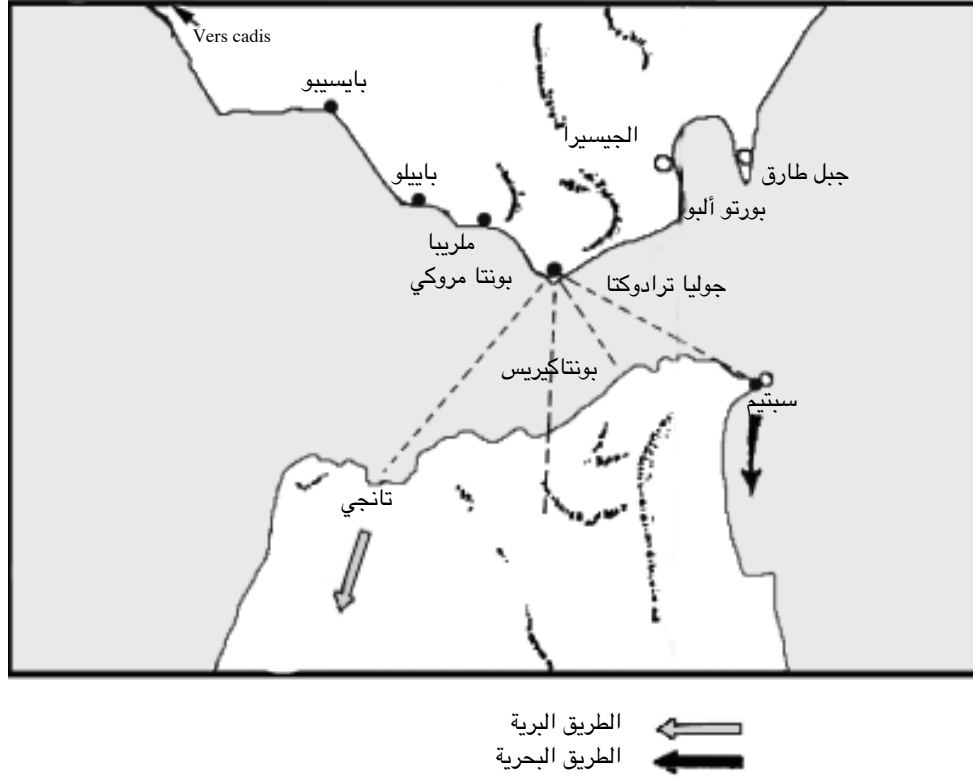 Vers cadis
بايسيبو
الجيسيرا
باييلو
جبل طارق
بورتو ألبو
ملريبا
بونتا مروكي
جوليا ترادوكتا
بونتاكيريس
سبتيم
تانجي
الطريق البرية
الطريق البحرية